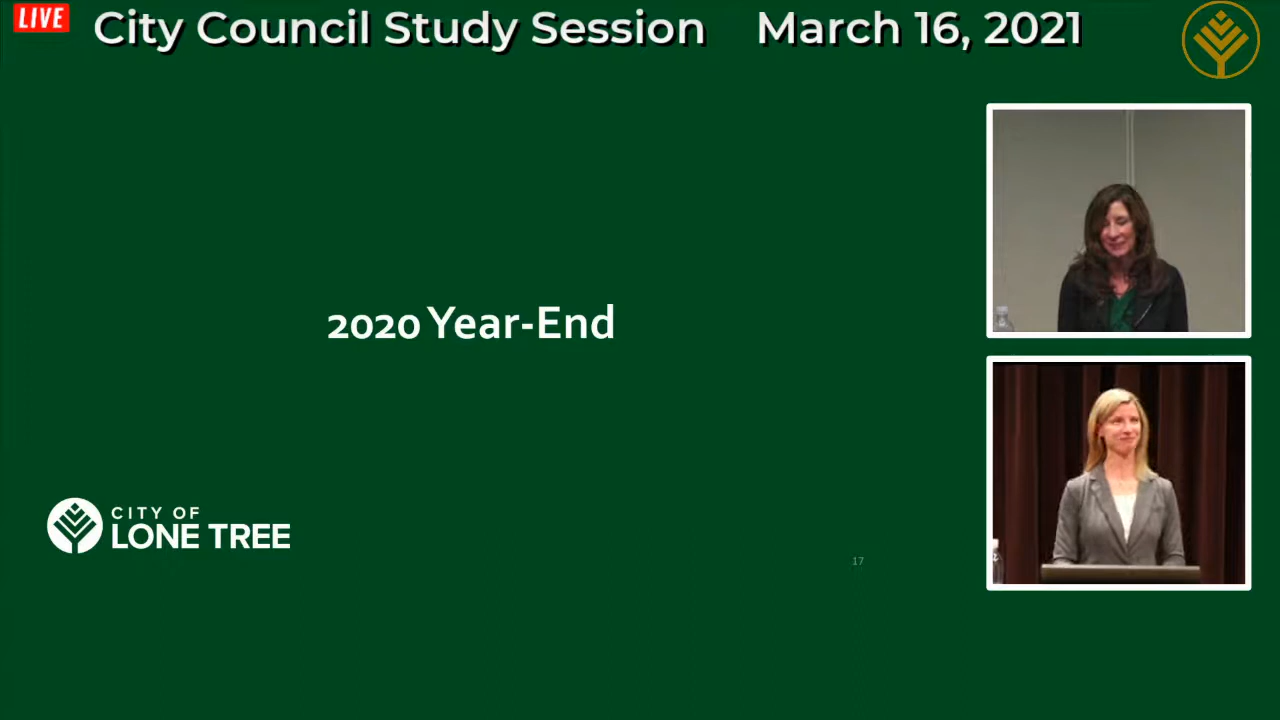 LIVE
City Council Study Session March 16, 2021
2020 Year-End
CITY OF
LONE TREE
17